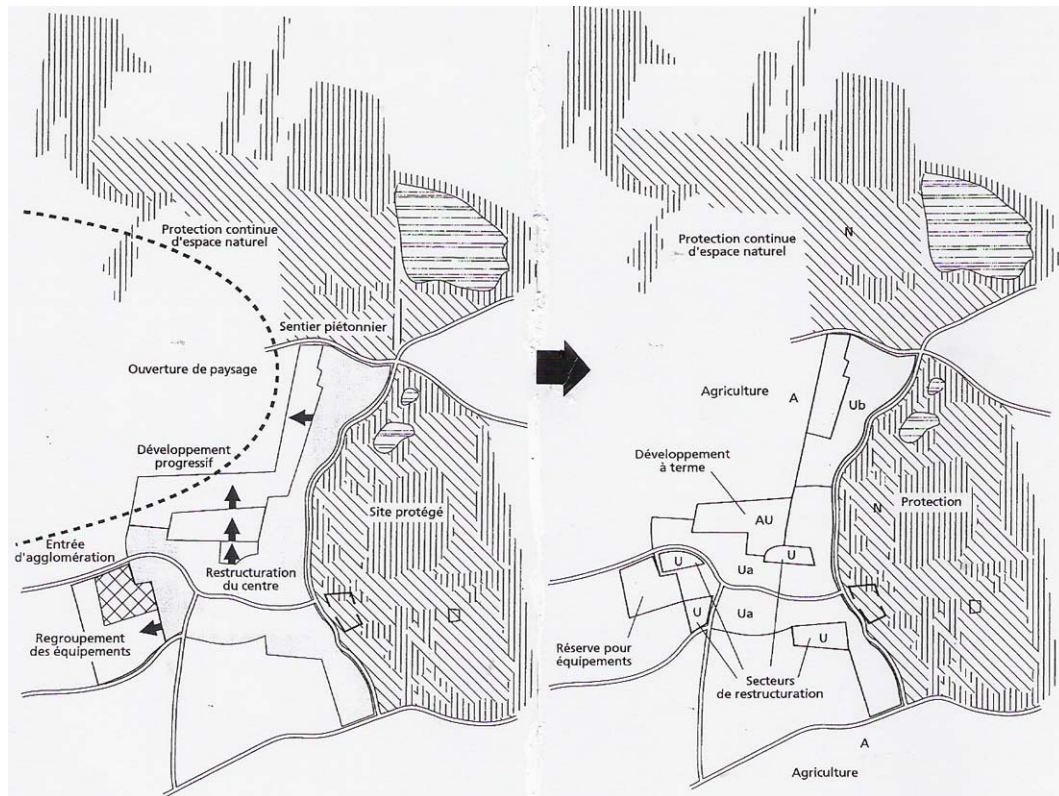 Protection continue
d'espace naturel
Sentier piétonnier
Ouverture de paysage
Développement
progressif
Site protégé
Entrée
d'agglomération
Restructuration
du centre
Regroupement
des équipements
Protection continue
d'espace naturel
N
Agriculture
A
Ub
Développement
à terme
AU
N
Protection
U
U
Ua
Ua
U
U
Réserve pour
équipements
Secteurs
de restructuration
A
Agriculture